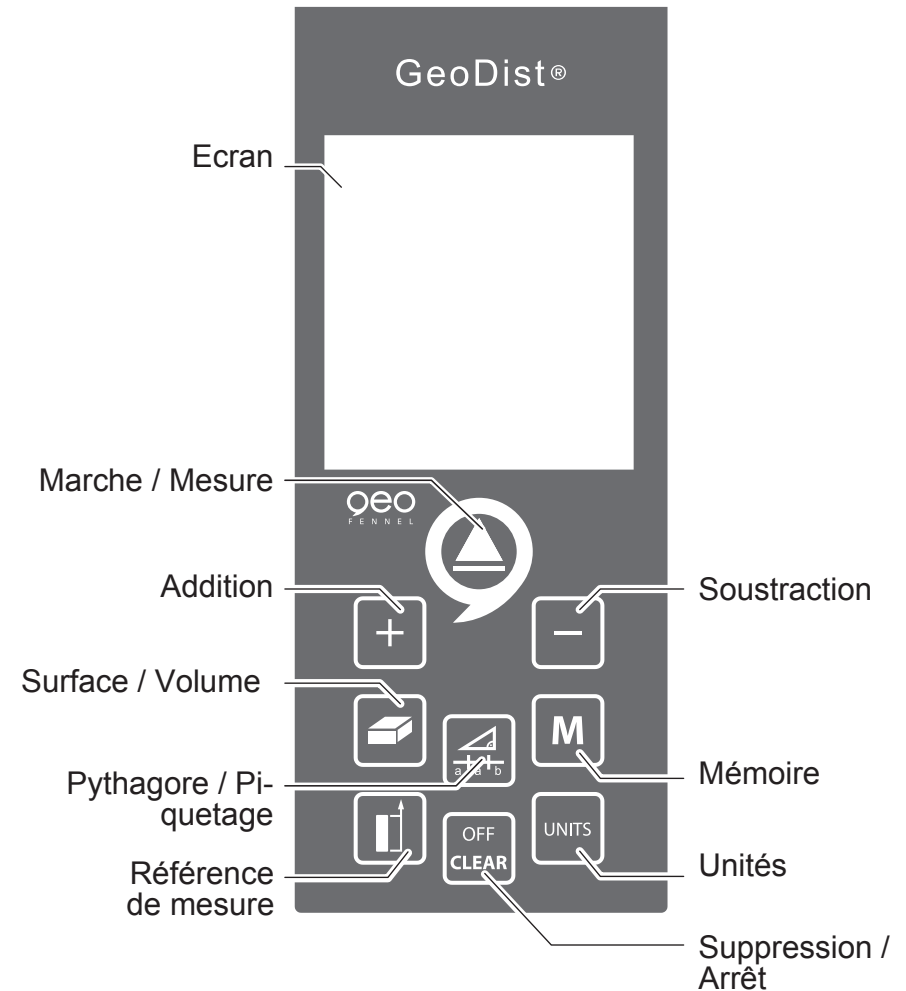 GeoDist®
Ecran
Marche / Mesure
geo
FENNEL
Addition
Soustraction
+
−
Surface / Volume
M
a a b
Pythagore / Pi-
quetage
Mémoire
OFF
CLEAR
UNITS
Référence
de mesure
Unités
Suppression /
Arrêt